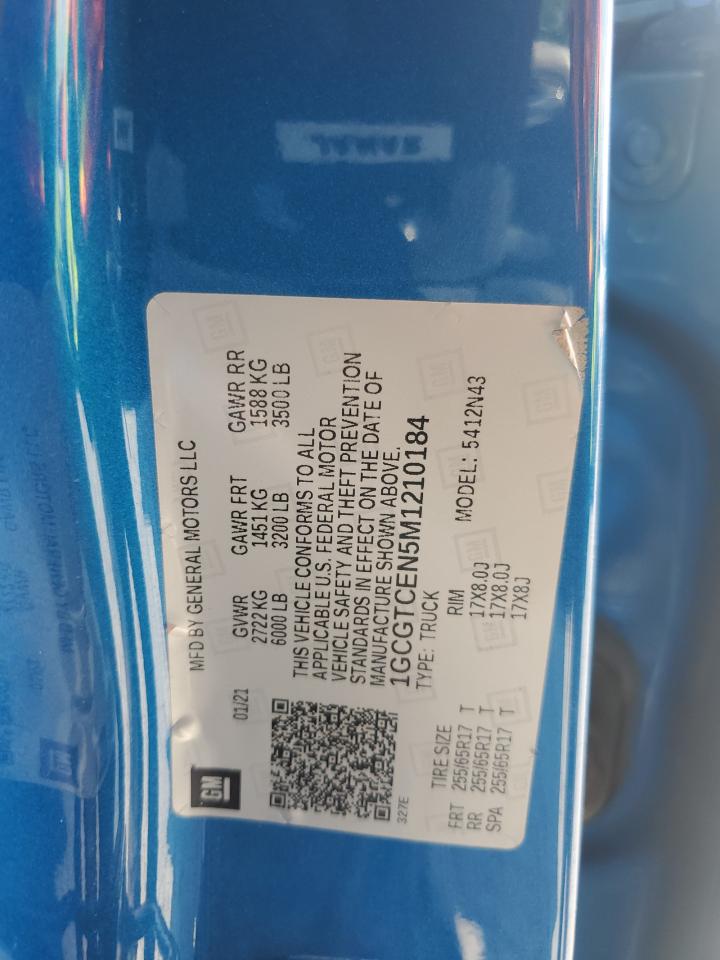 GM
01/21
MFD BY GENERAL MOTORS LLC
GVWR GAWR FRT GAWR RR
2722 KG 1451 KG 1588 KG
6000 LB 3200 LB 3500 LB
THIS VEHICLE CONFORMS TO ALL
APPLICABLE U.S. FEDERAL MOTOR
VEHICLE SAFETY AND THEFT PREVENTION
STANDARDS IN EFFECT ON THE DATE OF
MANUFACTURE SHOWN ABOVE.
1GCGTCEN5M1210184
327E
TYPE: TRUCK MODEL: 5412N43
TIRE SIZE RIM
FRT 255/65R17 T 17X8.0J
RR 255/65R17 T 17X8.0J
SPA 255/65R17 T 17X8J